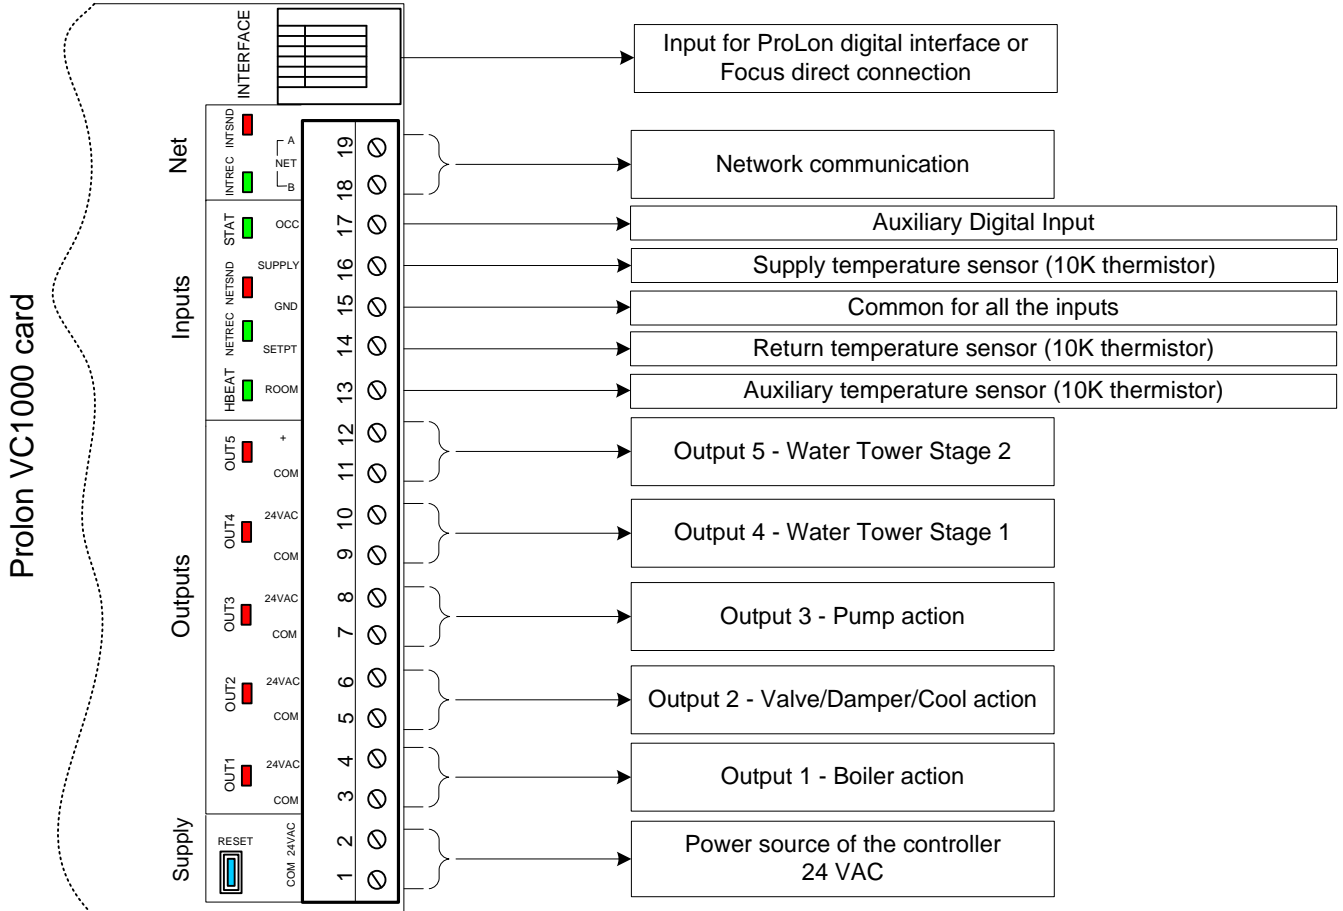 Prolon VC1000 card
INTERFACE
Input for ProLon digital interface or
Focus direct connection
Net
INTSND
INTREC
A
NET
B
19
18
Network communication
Inputs
STAT
OCC
17
Auxiliary Digital Input
NETSND
SUPPLY
16
Supply temperature sensor (10K thermistor)
GND
15
Common for all the inputs
NETREC
SETPT
14
Return temperature sensor (10K thermistor)
HBEAT
ROOM
13
Auxiliary temperature sensor (10K thermistor)
Outputs
OUT5
+
COM
12
11
Output 5 - Water Tower Stage 2
OUT4
24VAC
COM
10
9
Output 4 - Water Tower Stage 1
OUT3
24VAC
COM
8
7
Output 3 - Pump action
OUT2
24VAC
COM
6
5
Output 2 - Valve/Damper/Cool action
OUT1
24VAC
COM
4
3
Output 1 - Boiler action
Supply
RESET
COM 24VAC
2
1
Power source of the controller
24 VAC